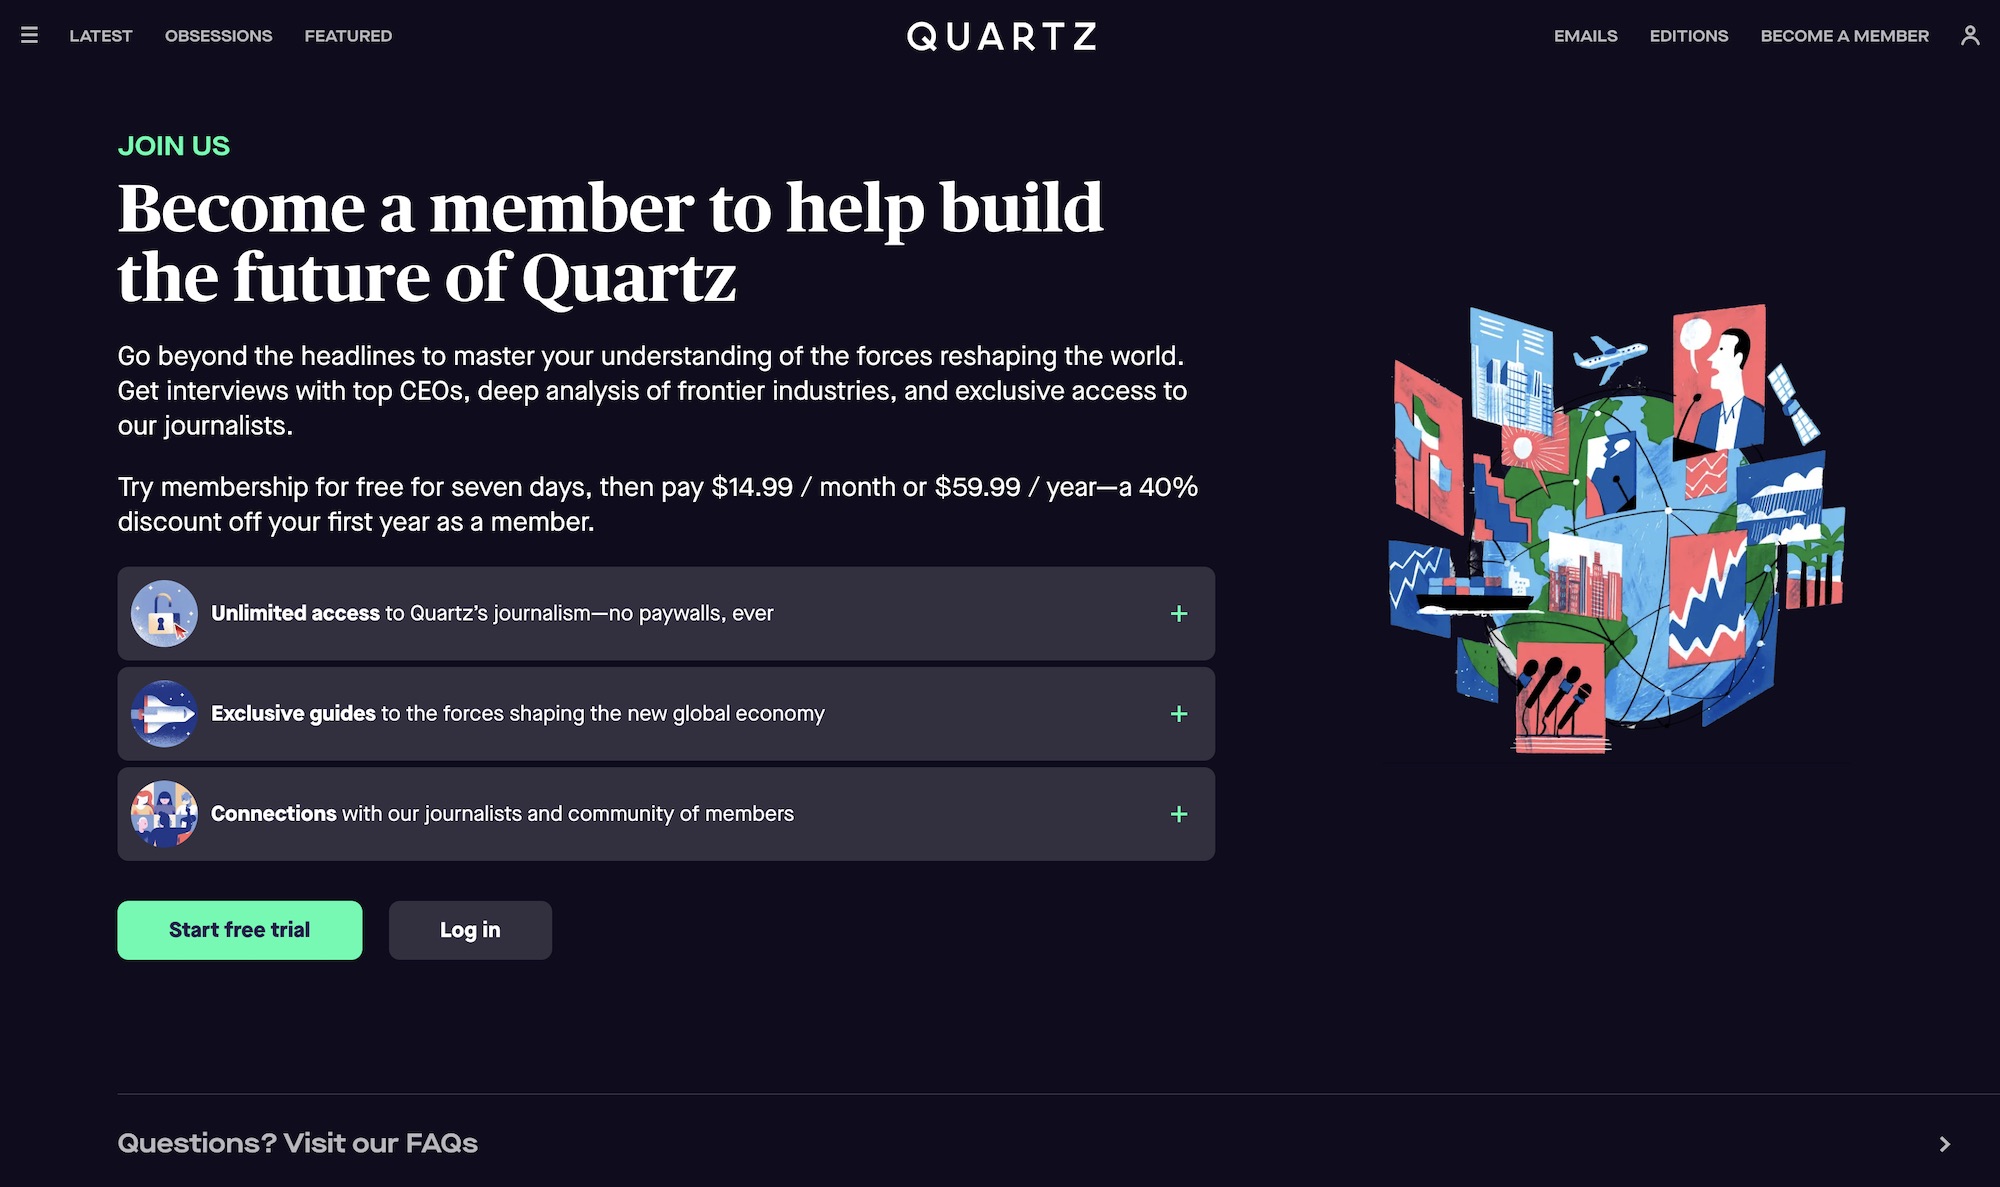 LATEST OBSESSIONS FEATURED QUARTZ EMAILS EDITIONS BECOME A MEMBER
JOIN US
Become a member to help build
the future of Quartz
Go beyond the headlines to master your understanding of the forces reshaping the world.
Get interviews with top CEOs, deep analysis of frontier industries, and exclusive access to
our journalists.
Try membership for free for seven days, then pay $14.99 / month or $59.99 / year—a 40%
discount off your first year as a member.
Unlimited access to Quartz’s journalism—no paywalls, ever
Exclusive guides to the forces shaping the new global economy
Connections with our journalists and community of members
Start free trial Log in
Questions? Visit our FAQs